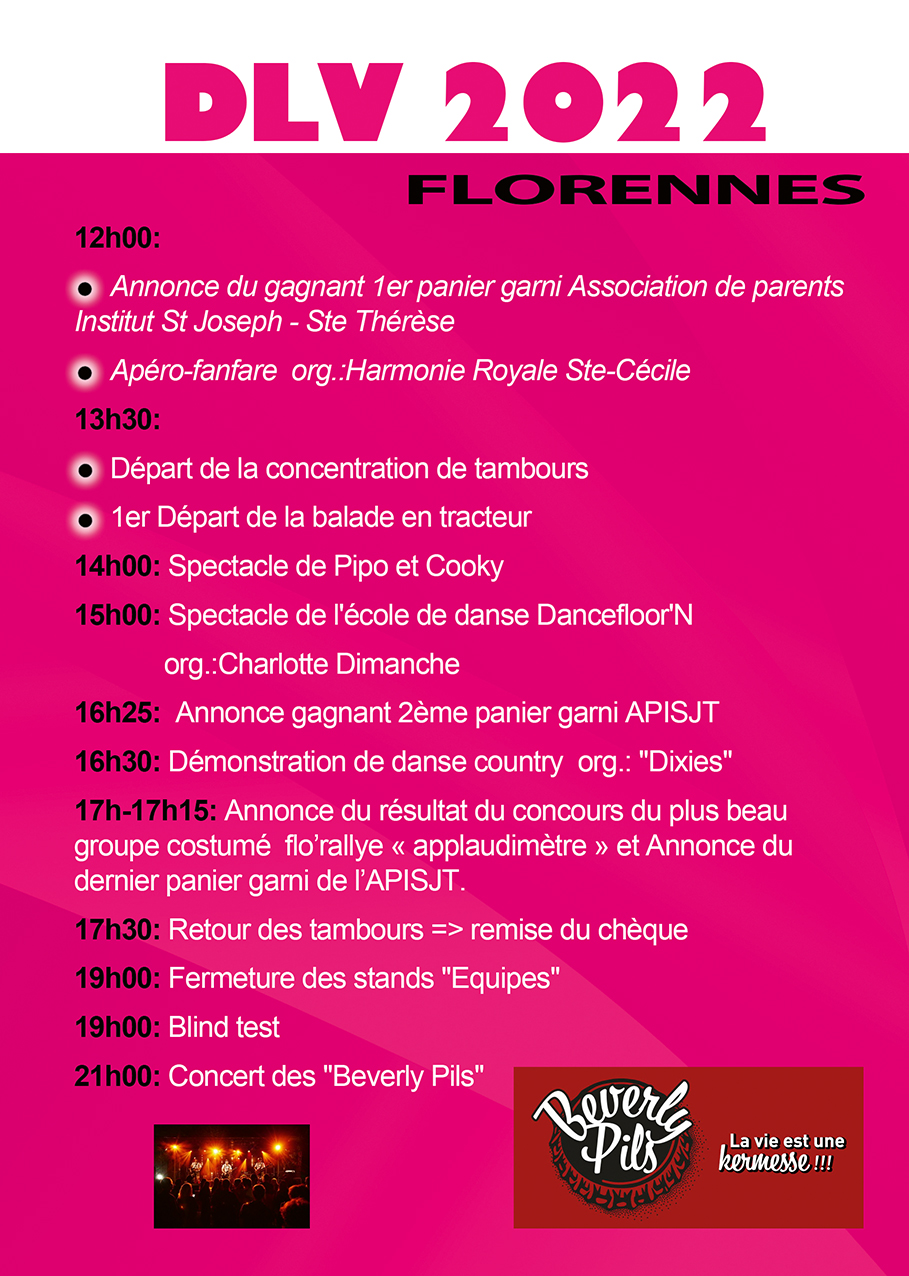 DLV 2022
FLORENNES
12h00:
● Annonce du gagnant 1er panier garni Association de parents
Institut St Joseph - Ste Thérèse
● Apéro-fanfare  org.:Harmonie Royale Ste-Cécile
13h30:
● Départ de la concentration de tambours
● 1er Départ de la balade en tracteur
14h00: Spectacle de Pipo et Cooky
15h00: Spectacle de l'école de danse Dancefloor'N
org.:Charlotte Dimanche
16h25:  Annonce gagnant 2ème panier garni APISJT
16h30: Démonstration de danse country  org.: "Dixies"
17h-17h15: Annonce du résultat du concours du plus beau
groupe costumé  flo’rallye « applaudimètre » et Annonce du
dernier panier garni de l’APISJT.
17h30: Retour des tambours => remise du chèque
19h00: Fermeture des stands "Equipes"
19h00: Blind test
21h00: Concert des "Beverly Pils"
Beverly
Pils
La vie est une
kermesse !!!